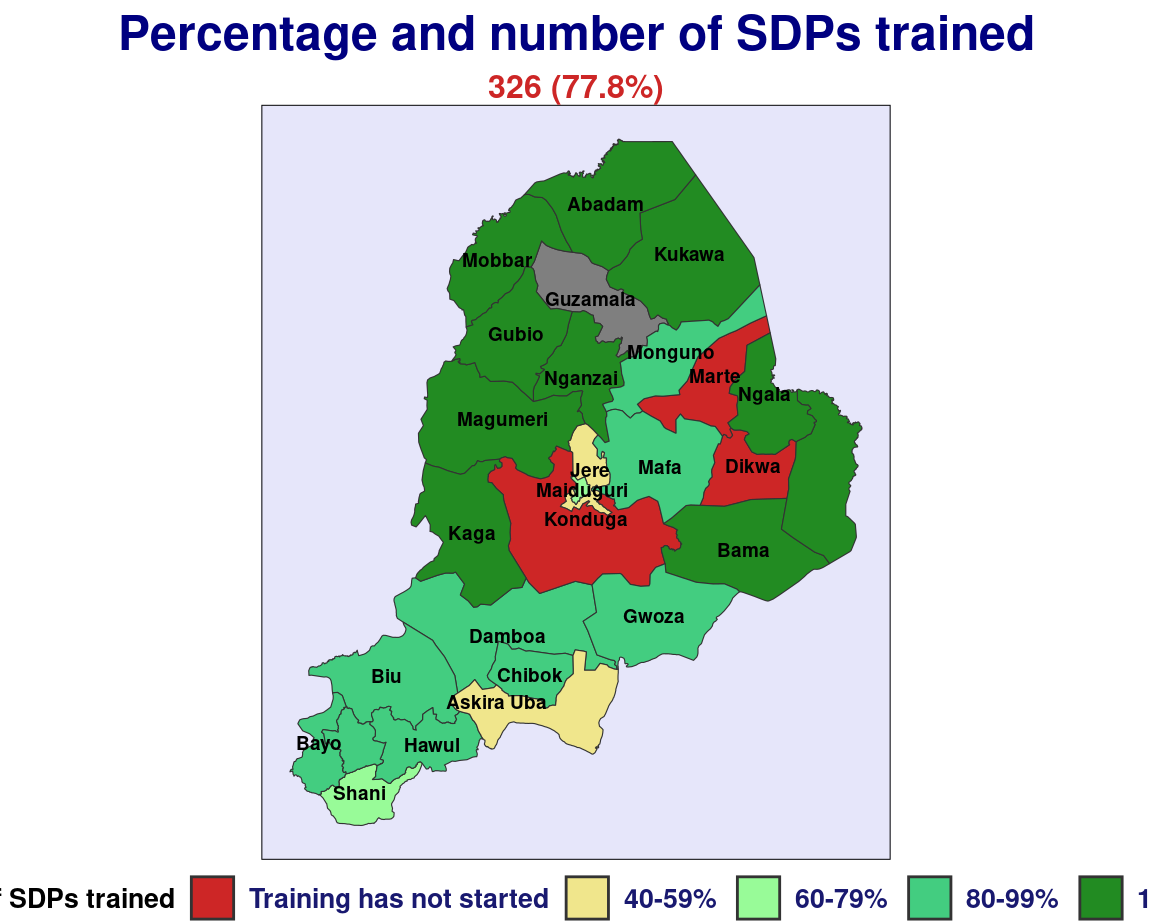 Percentage and number of SDPs trained
326 (77.8%)
Abadam
Kukawa
Mobbar
Guzamala
Gubio
Monguno
Nganzai
Marte
Ngala
Magumeri
Jere
Mafa
Dikwa
Maiduguri
Konduga
Kaga
Bama
Gwoza
Damboa
Biu
Chibok
Askira Uba
Bayo
Hawul
Shani
SDPs trained Training has not started 40-59% 60-79% 80-99% 1